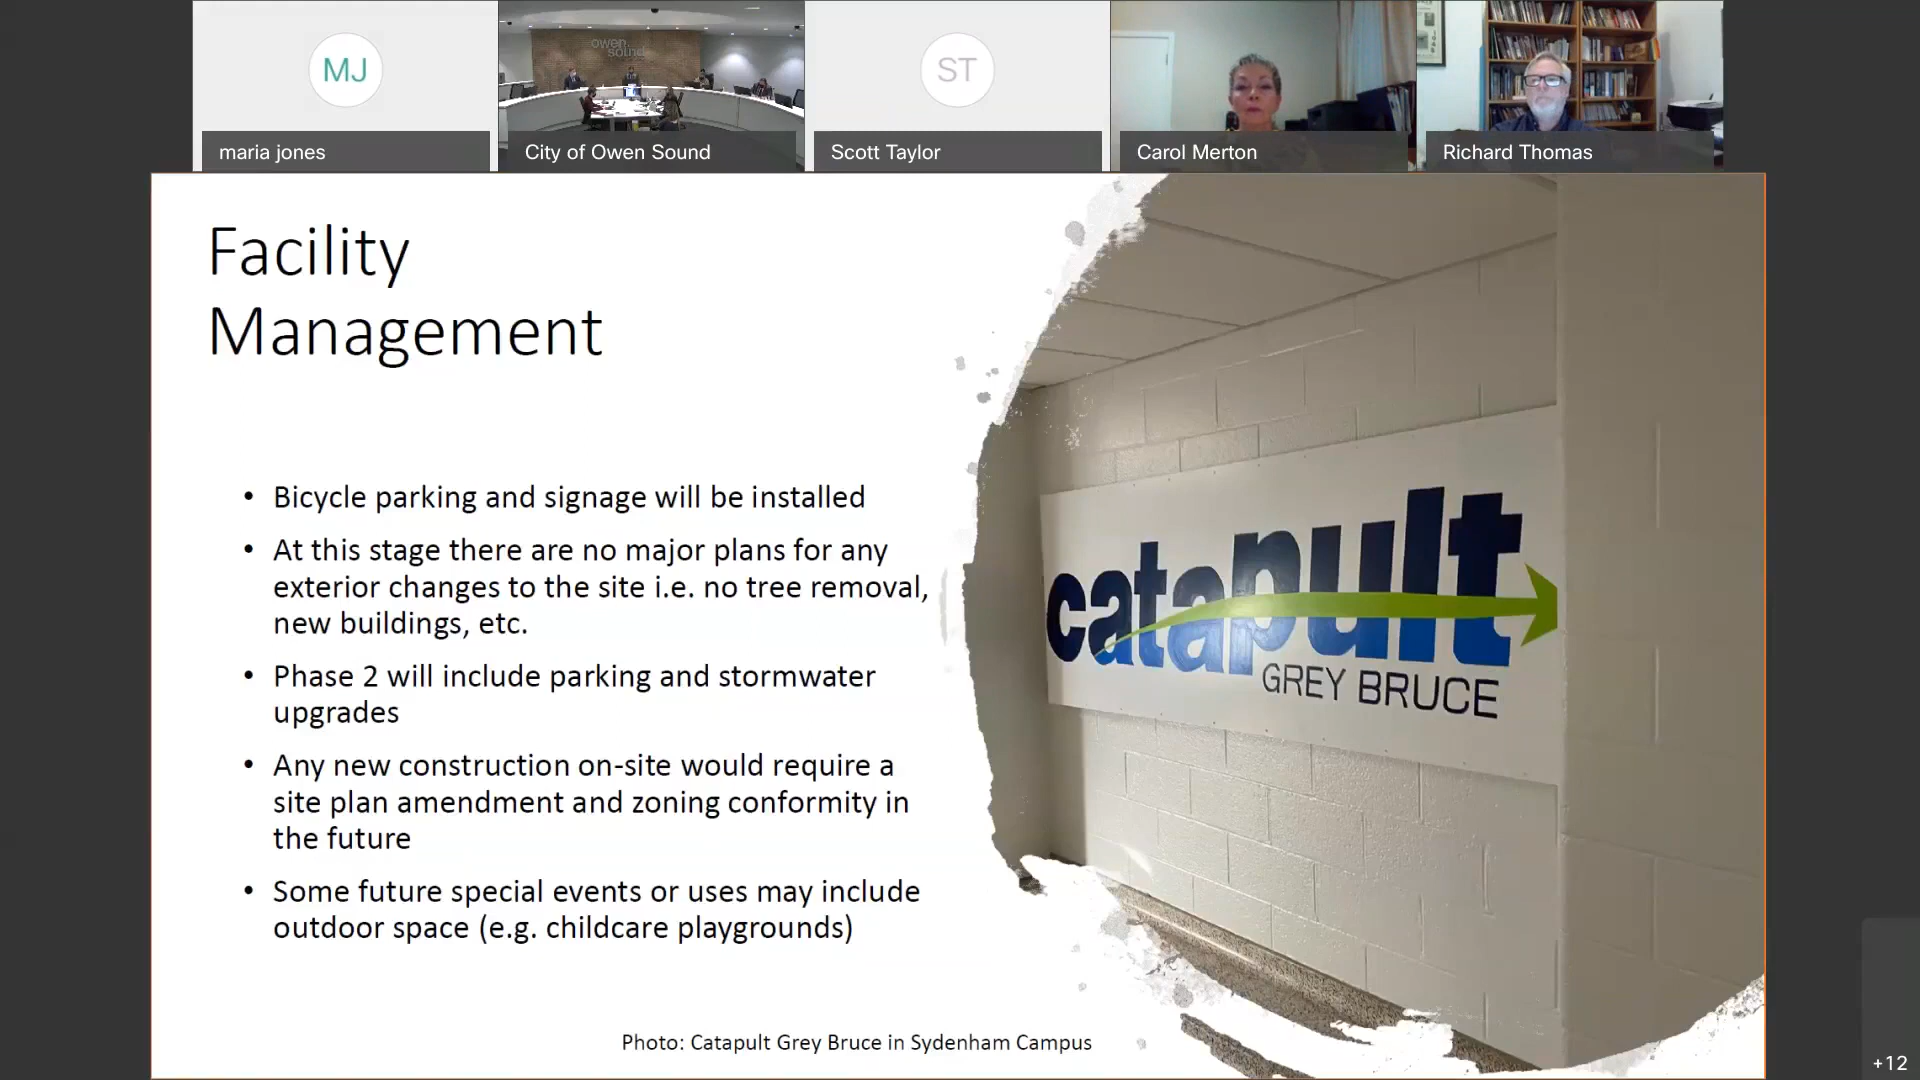 MJ
maria jones
owen
sound
City of Owen Sound
ST
Scott Taylor
Carol Merton
Richard Thomas
Facility
Management
• Bicycle parking and signage will be installed
• At this stage there are no major plans for any
exterior changes to the site i.e. no tree removal,
new buildings, etc.
• Phase 2 will include parking and stormwater
upgrades
• Any new construction on-site would require a
site plan amendment and zoning conformity in
the future
• Some future special events or uses may include
outdoor space (e.g. childcare playgrounds)
catapult
GREY BRUCE
Photo: Catapult Grey Bruce in Sydenham Campus
+12